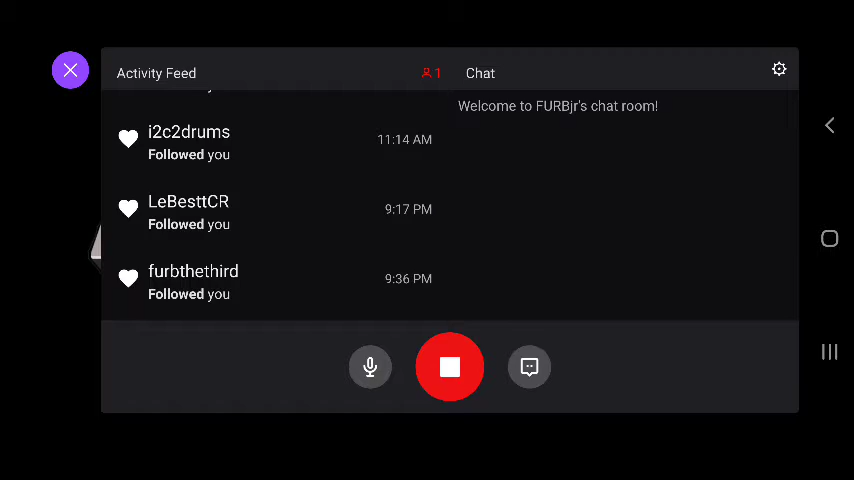 Activity Feed
1
Chat
Welcome to FURBjr's chat room!
i2c2drums
11:14 AM
Followed you
LeBesttCR
9:17 PM
Followed you
furbthethird
9:36 PM
Followed you